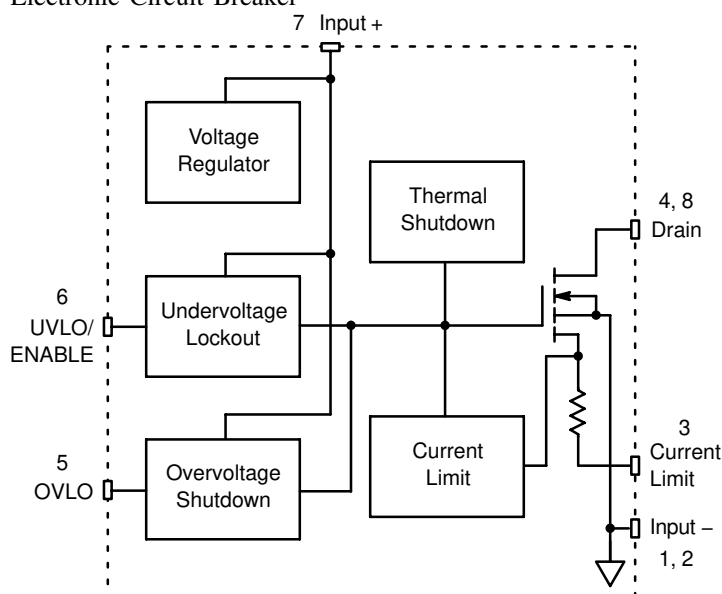 Electronic Circuit Breaker
7 Input +
Voltage
Regulator
Thermal
Shutdown
4, 8
Drain
6
UVLO/
ENABLE
Undervoltage
Lockout
5
OVLO
Overvoltage
Shutdown
Current
Limit
3
Current
Limit
Input −
1, 2